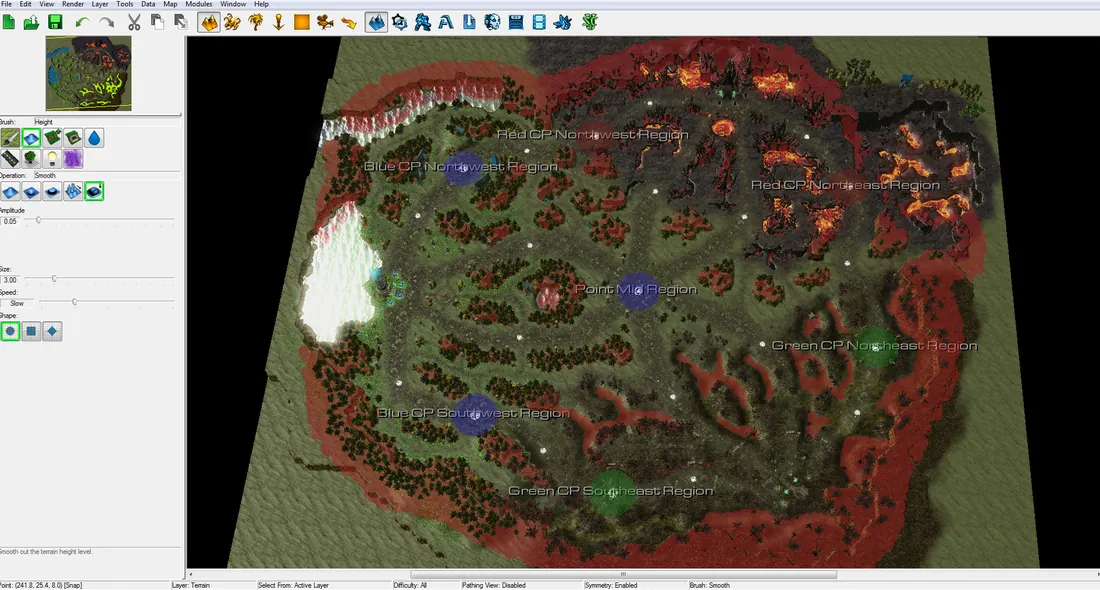 File Edit View Render Layer Tools Data Map Modules Window Help
Brush: Height
Operation: Smooth
Amplitude
0.05
Size:
3.00
Speed:
Slow
Shape:
Red CP Northwest Region
Blue CP Northwest Region
Red CP Northeast Region
Point Mid Region
Green CP Northeast Region
Blue CP Southwest Region
Green CP Southeast Region
Smooth out the terrain height level.
Point: (241.8, 25.4, 8.0) [Snap] Layer: Terrain Select From: Active Layer Difficulty: All Pathing View: Disabled Symmetry: Enabled Brush: Smooth